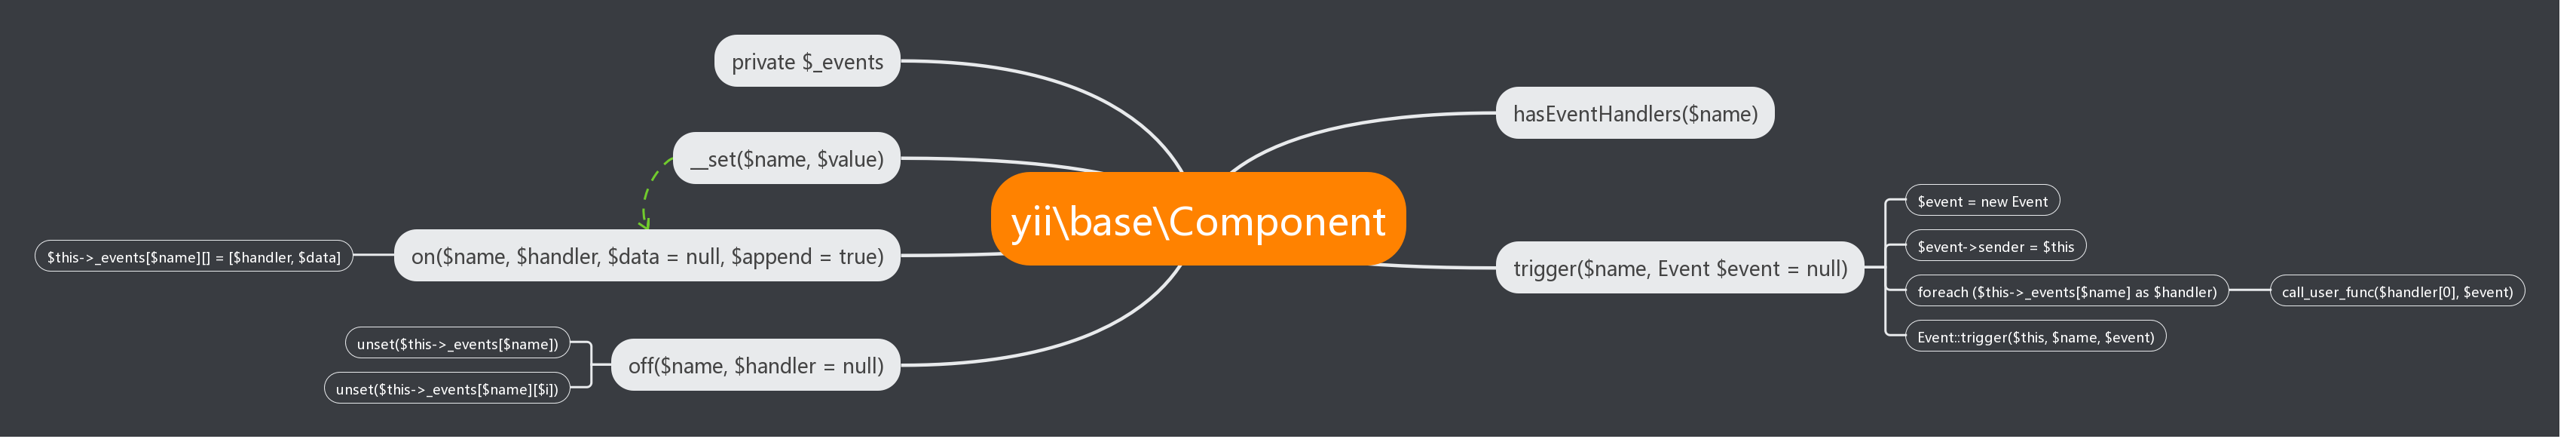 private $_events
__set($name, $value)
on($name, $handler, $data = null, $append = true)
$this->_events[$name][] = [$handler, $data]
off($name, $handler = null)
unset($this->_events[$name])
unset($this->_events[$name][$i])
yii\base\Component
hasEventHandlers($name)
trigger($name, Event $event = null)
$event = new Event
$event->sender = $this
foreach ($this->_events[$name] as $handler)
call_user_func($handler[0], $event)
Event::trigger($this, $name, $event)